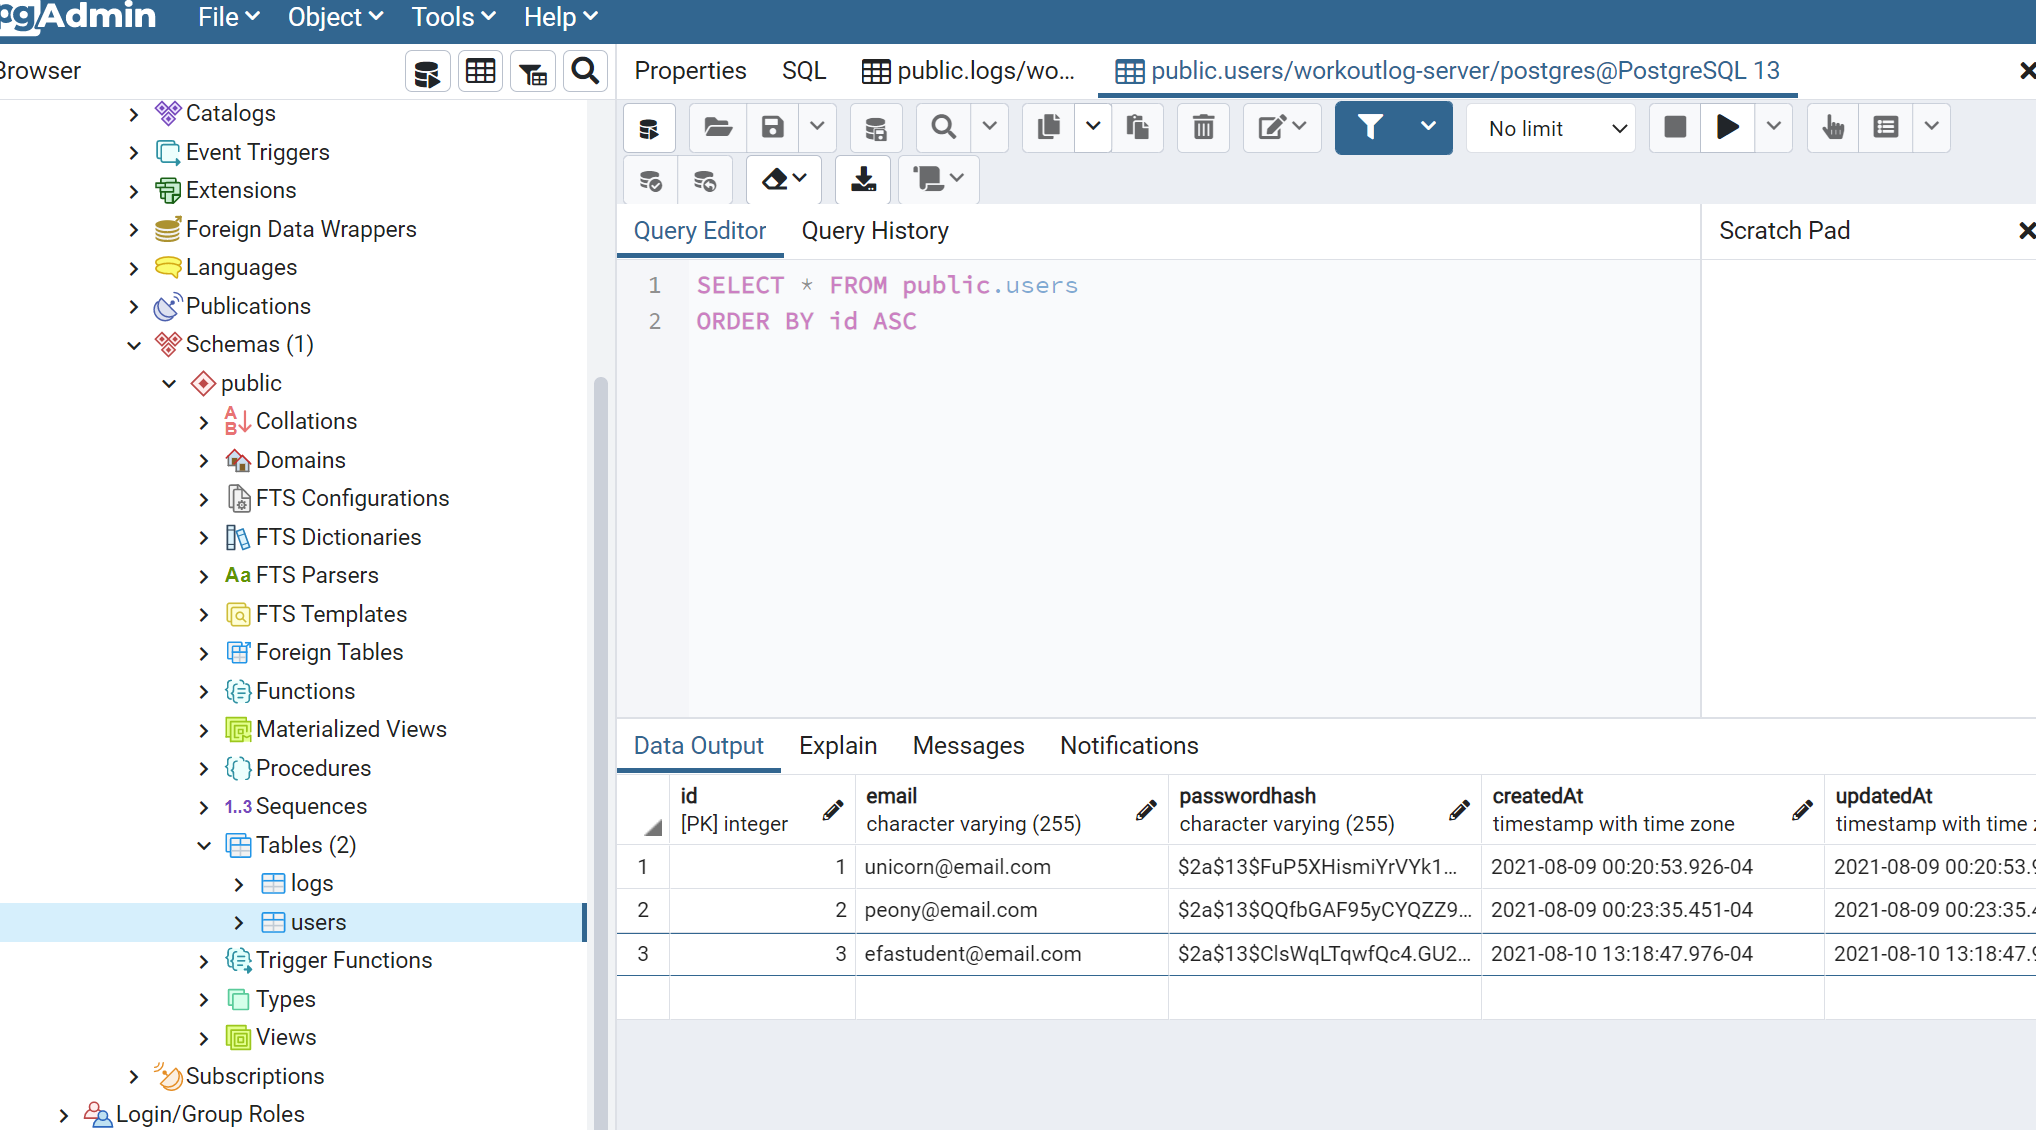 pgAdmin File Object Tools Help
Browser
Properties SQL public.logs/wo... public.users/workoutlog-server/postgres@PostgreSQL 13
Catalogs
Event Triggers
Extensions
Foreign Data Wrappers
Languages
Publications
Schemas (1)
public
Collations
Domains
FTS Configurations
FTS Dictionaries
Aa FTS Parsers
FTS Templates
Foreign Tables
Functions
Materialized Views
Procedures
1..3 Sequences
Tables (2)
logs
users
Trigger Functions
Types
Views
Subscriptions
Login/Group Roles
No limit
Query Editor Query History
Scratch Pad
1 SELECT * FROM public.users
2 ORDER BY id ASC
Data Output Explain Messages Notifications
id email passwordhash createdAt updatedAt
[PK] integer character varying (255) character varying (255) timestamp with time zone timestamp with time
1 1 unicorn@email.com $2a$13$FuP5XHismiYrVYk1... 2021-08-09 00:20:53.926-04 2021-08-09 00:20:53.9
2 2 peony@email.com $2a$13$QQfbGAF95yCYQZZ9... 2021-08-09 00:23:35.451-04 2021-08-09 00:23:35.4
3 3 efastudent@email.com $2a$13$ClsWqLTqwfQc4.GU2... 2021-08-10 13:18:47.976-04 2021-08-10 13:18:47.9